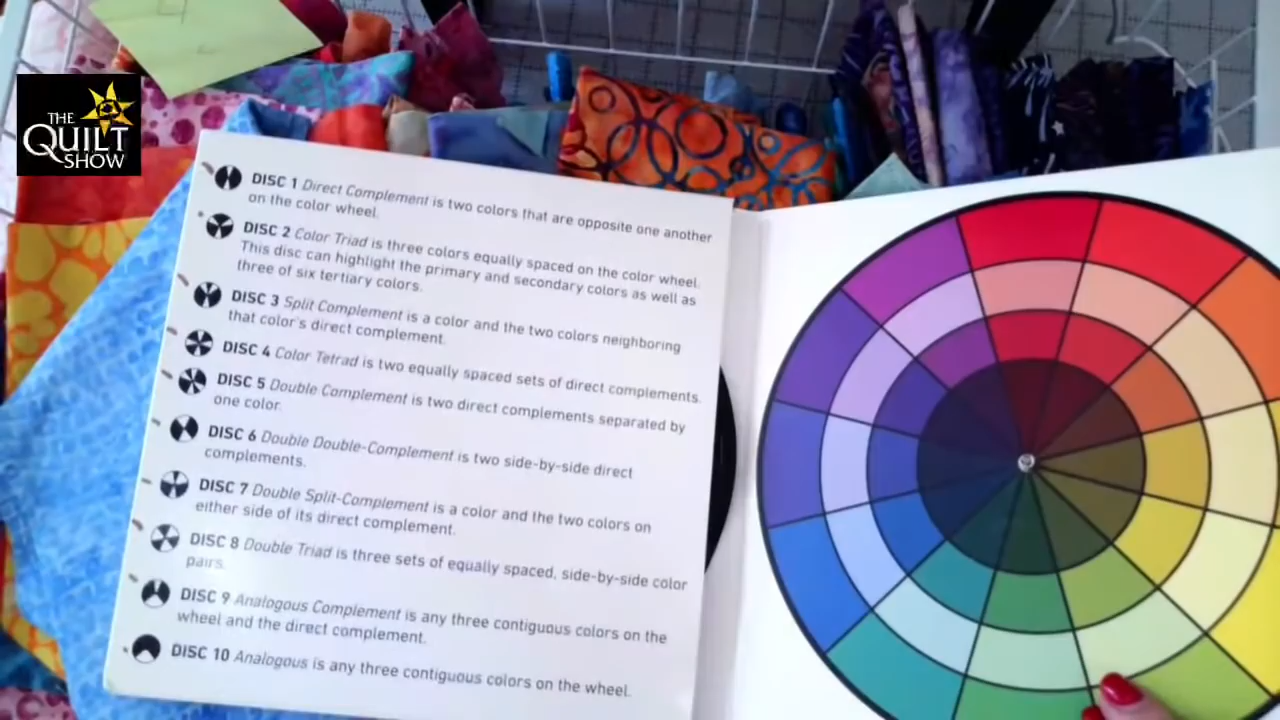 THE
QUILT
SHOW
DISC 1 Direct Complement is two colors that are opposite one another
on the color wheel.
DISC 2 Color Triad is three colors equally spaced on the color wheel.
This disc can highlight the primary and secondary colors as well as
three of six tertiary colors.
DISC 3 Split Complement is a color and the two colors neighboring
that color's direct complement.
DISC 4 Color Tetrad is two equally spaced sets of direct complements.
DISC 5 Double Complement is two direct complements separated by
one color.
DISC 6 Double Double-Complement is two side-by-side direct
complements.
DISC 7 Double Split-Complement is a color and the two colors on
either side of its direct complement.
DISC 8 Double Triad is three sets of equally spaced, side-by-side color
pairs.
DISC 9 Analogous Complement is any three contiguous colors on the
wheel and the direct complement.
DISC 10 Analogous is any three contiguous colors on the wheel.